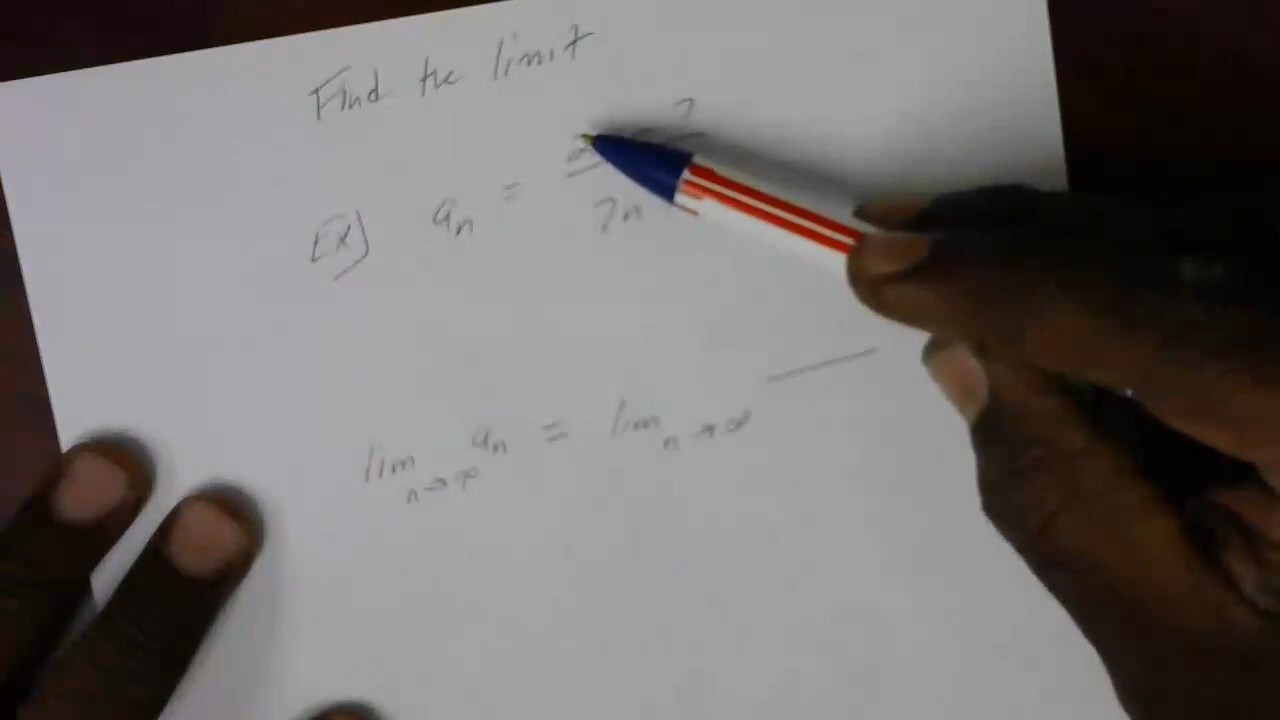 Find the limit
Ex) aₙ = 7n
lim n→∞ aₙ = lim n→∞